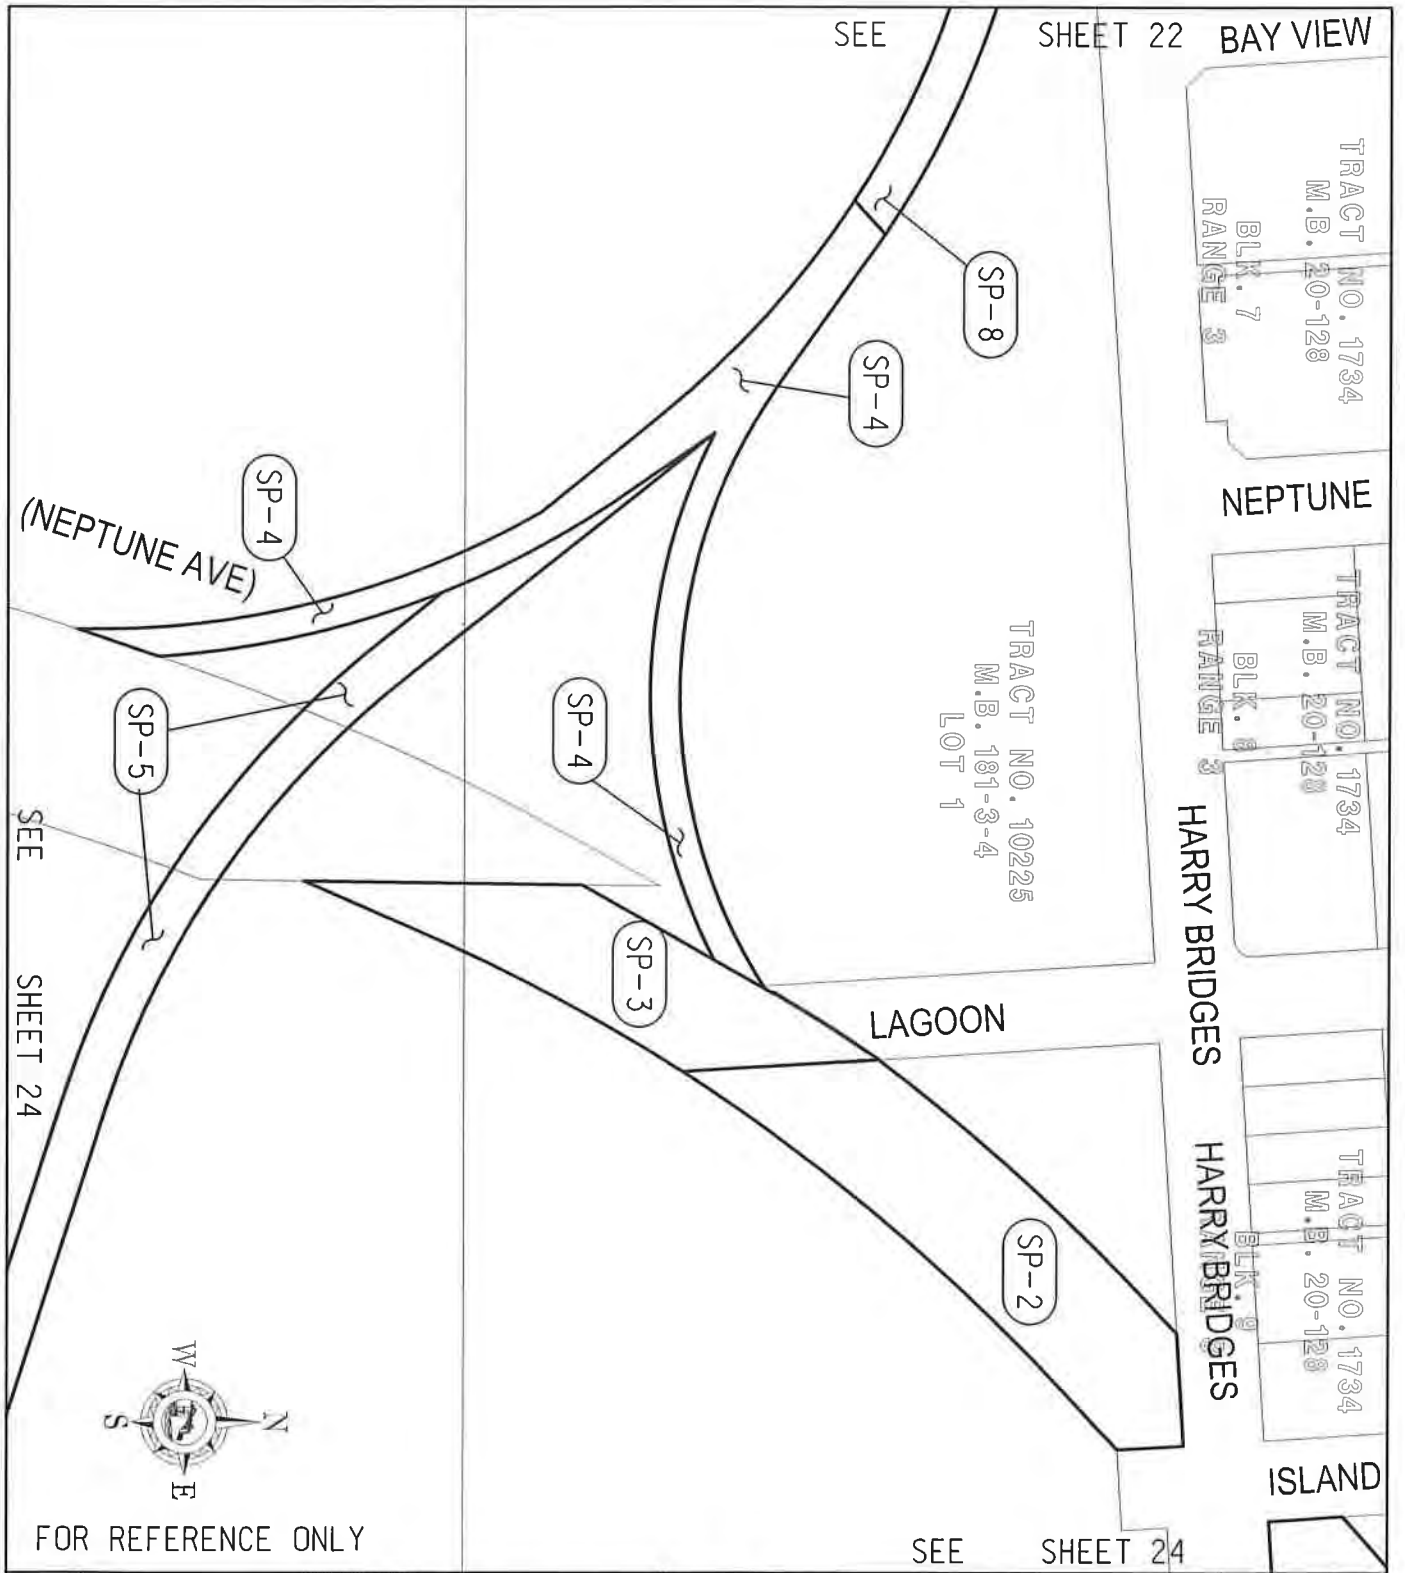 SEE SHEET 22
BAY VIEW
TRACT NO. 1734
M.B. 20-128
BLK. 7
RANGE 3
SP-8
SP-4
NEPTUNE
SP-4
(NEPTUNE AVE)
TRACT NO. 1734
M.B. 20-128
BLK. 8
RANGE 3
TRACT NO. 10225
M.B. 181-3-4
LOT 1
SP-4
SP-5
HARRY BRIDGES
SEE SHEET 24
SP-3
LAGOON
HARRY BRIDGES
TRACT NO. 1734
M.B. 20-128
BLK. 9
SP-2
ISLAND
N
W
S
E
FOR REFERENCE ONLY
SEE SHEET 24